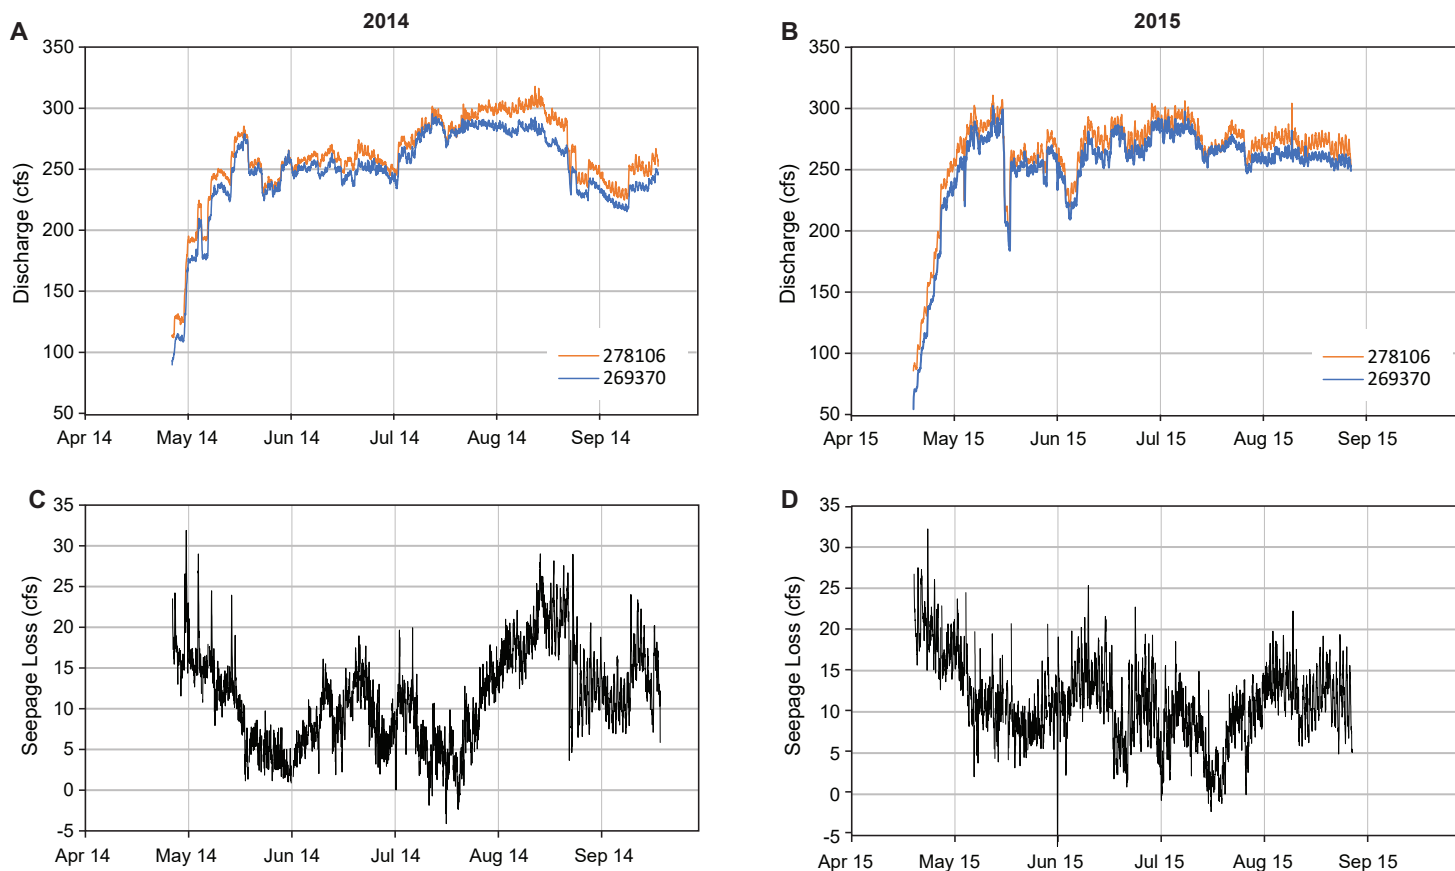 2014
2015
A
B
350
300
250
200
150
100
50
Discharge (cfs)
278106
269370
Apr 14
May 14
Jun 14
Jul 14
Aug 14
Sep 14
350
300
250
200
150
100
50
Discharge (cfs)
278106
269370
Apr 15
May 15
Jun 15
Jul 15
Aug 15
Sep 15
C
35
30
25
20
15
10
5
0
-5
Seepage Loss (cfs)
Apr 14
May 14
Jun 14
Jul 14
Aug 14
Sep 14
D
35
30
25
20
15
10
5
0
-5
Seepage Loss (cfs)
Apr 15
May 15
Jun 15
Jul 15
Aug 15
Sep 15